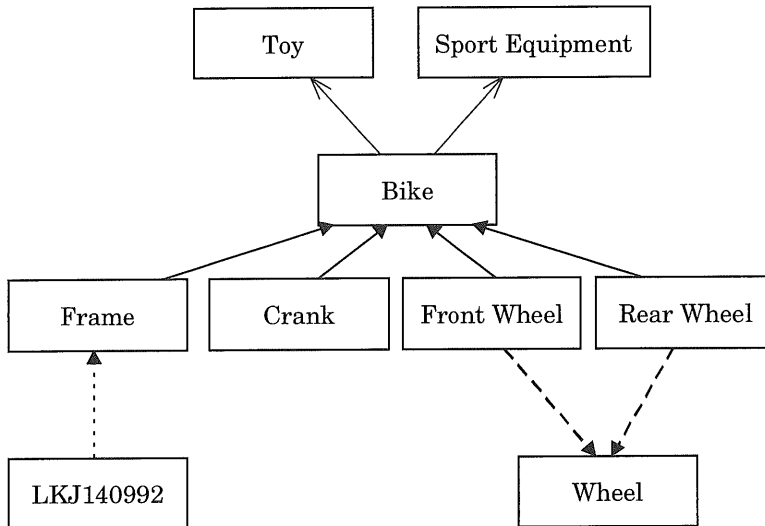 Toy
Sport Equipment
Bike
Frame
Crank
Front Wheel
Rear Wheel
LKJ140992
Wheel